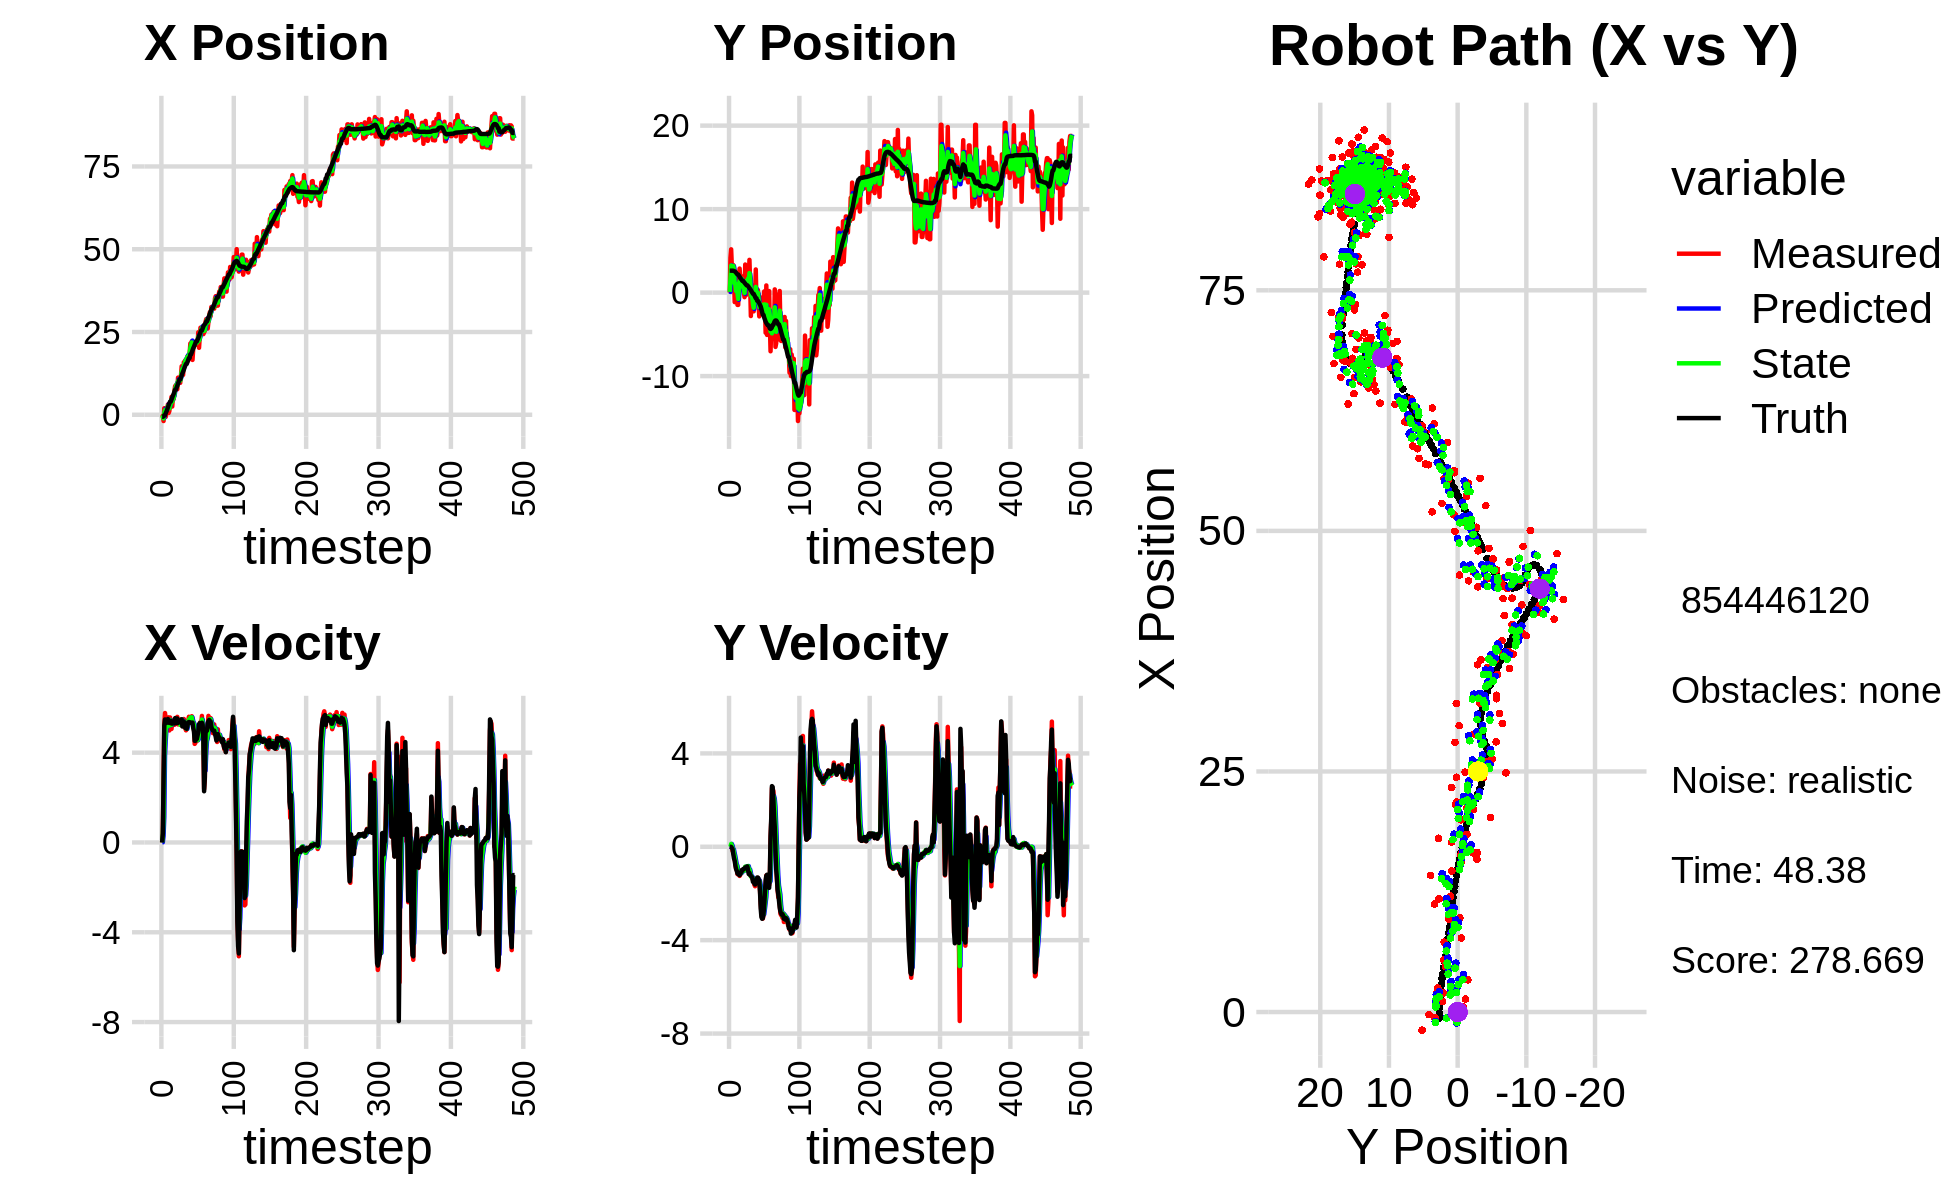 X Position
75
50
25
0
0
100
200
300
400
500
timestep
Y Position
20
10
0
-10
0
100
200
300
400
500
timestep
X Velocity
4
0
-4
-8
0
100
200
300
400
500
timestep
Y Velocity
4
0
-4
-8
0
100
200
300
400
500
timestep
Robot Path (X vs Y)
X Position
75
50
25
0
20 10 0 -10 -20
Y Position
variable
Measured
Predicted
State
Truth
854446120
Obstacles: none
Noise: realistic
Time: 48.38
Score: 278.669